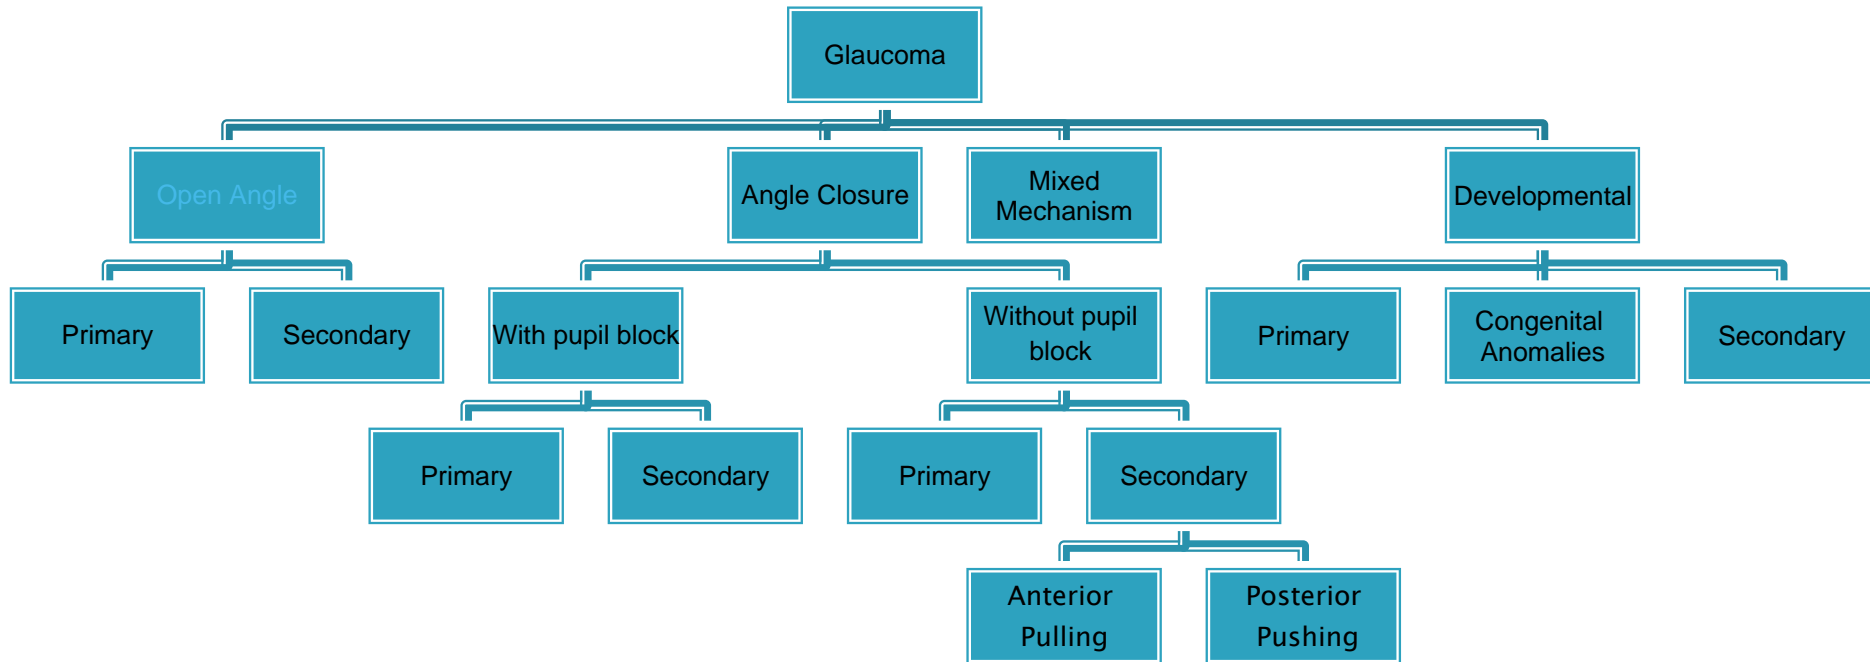 Glaucoma
Open Angle
Angle Closure
Mixed
Mechanism
Developmental
Primary
Secondary
With pupil block
Without pupil
block
Primary
Congenital
Anomalies
Secondary
Primary
Secondary
Primary
Secondary
Anterior
Pulling
Posterior
Pushing